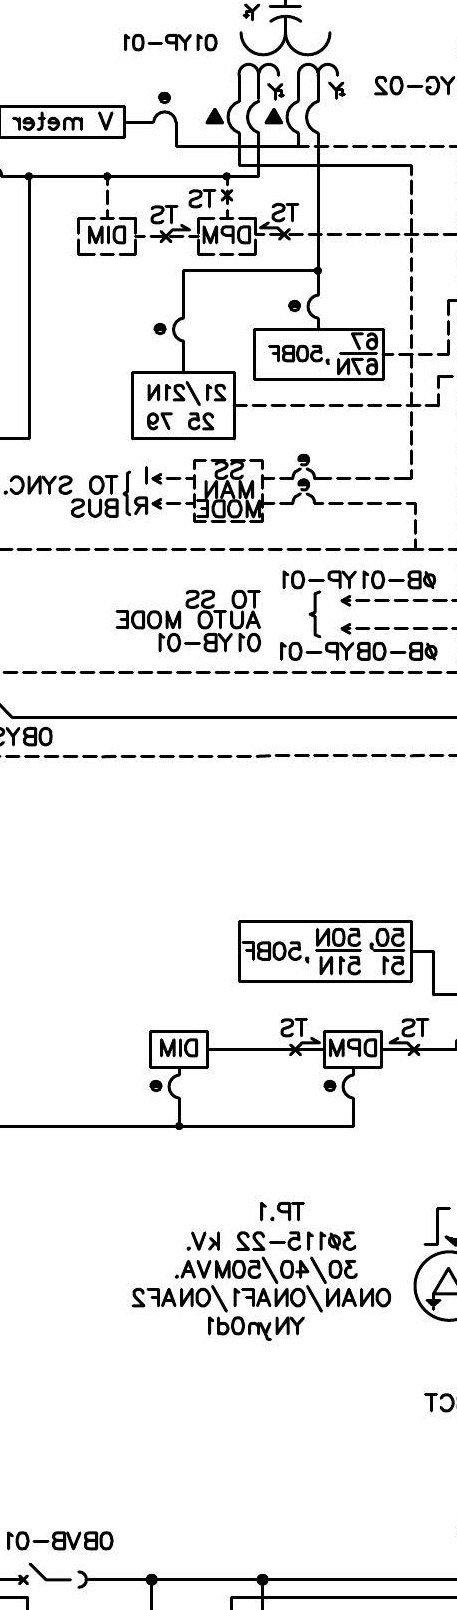 01YP-01
YG-02
V meter
TS
TS
TS
DPM
DIM
67
67N
,50BF
21/21N
25 79
SS
MAN
MODE
I
R
TO SYNC.
BUS
øB-01YP-01
TO SS
AUTO MODE
01YB-01
øB-0BYP-01
0BYS
50, 50N
51 51N
,50BF
TS
TS
DPM
DIM
TP.1
3ø115-22 kV.
30/40/50MVA.
ONAN/ONAF1/ONAF2
YNyn0d1
CT
0BVB-01